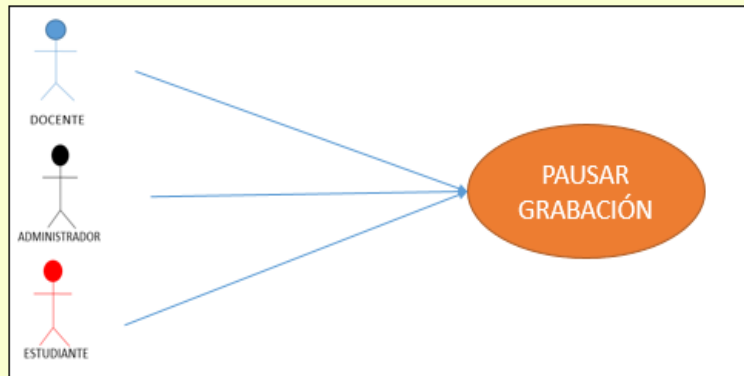 DOCENTE
ADMINISTRADOR
ESTUDIANTE
PAUSAR
GRABACIÓN